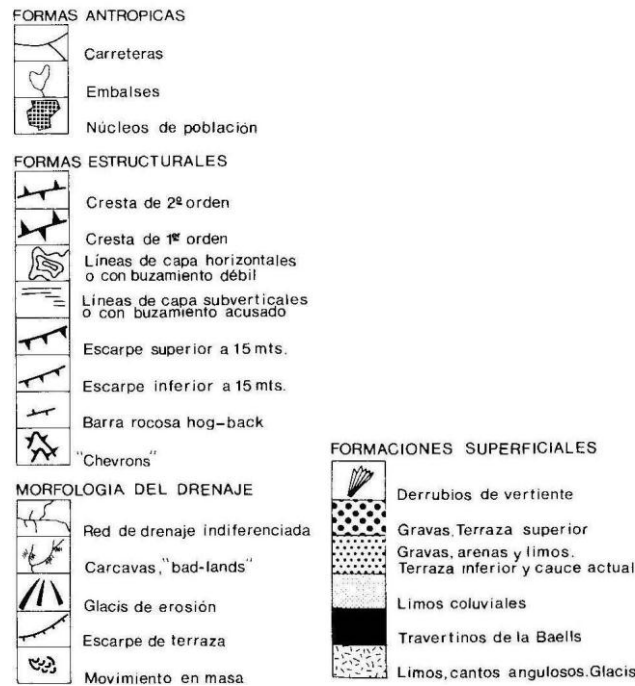 FORMAS ANTROPICAS
Carreteras
Embalses
Núcleos de población
FORMAS ESTRUCTURALES
Cresta de 2º orden
Cresta de 1er orden
Líneas de capa horizontales
o con buzamiento débil
Líneas de capa subverticales
o con buzamiento acusado
Escarpe superior a 15 mts.
Escarpe inferior a 15 mts.
Barra rocosa hog-back
"Chevrons"
MORFOLOGIA DEL DRENAJE
Red de drenaje indiferenciada
Carcavas, "bad-lands"
Glacis de erosión
Escarpe de terraza
Movimiento en masa
FORMACIONES SUPERFICIALES
Derrubios de vertiente
Gravas, Terraza superior
Gravas, arenas y limos.
Terraza inferior y cauce actual
Limos coluviales
Travertinos de la Baells
Limos, cantos angulosos. Glacis